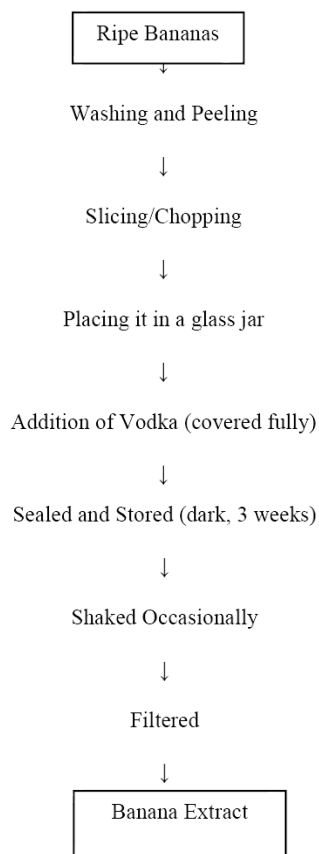 Ripe Bananas
↓
Washing and Peeling
↓
Slicing/Chopping
↓
Placing it in a glass jar
↓
Addition of Vodka (covered fully)
↓
Sealed and Stored (dark, 3 weeks)
↓
Shaked Occasionally
↓
Filtered
↓
Banana Extract